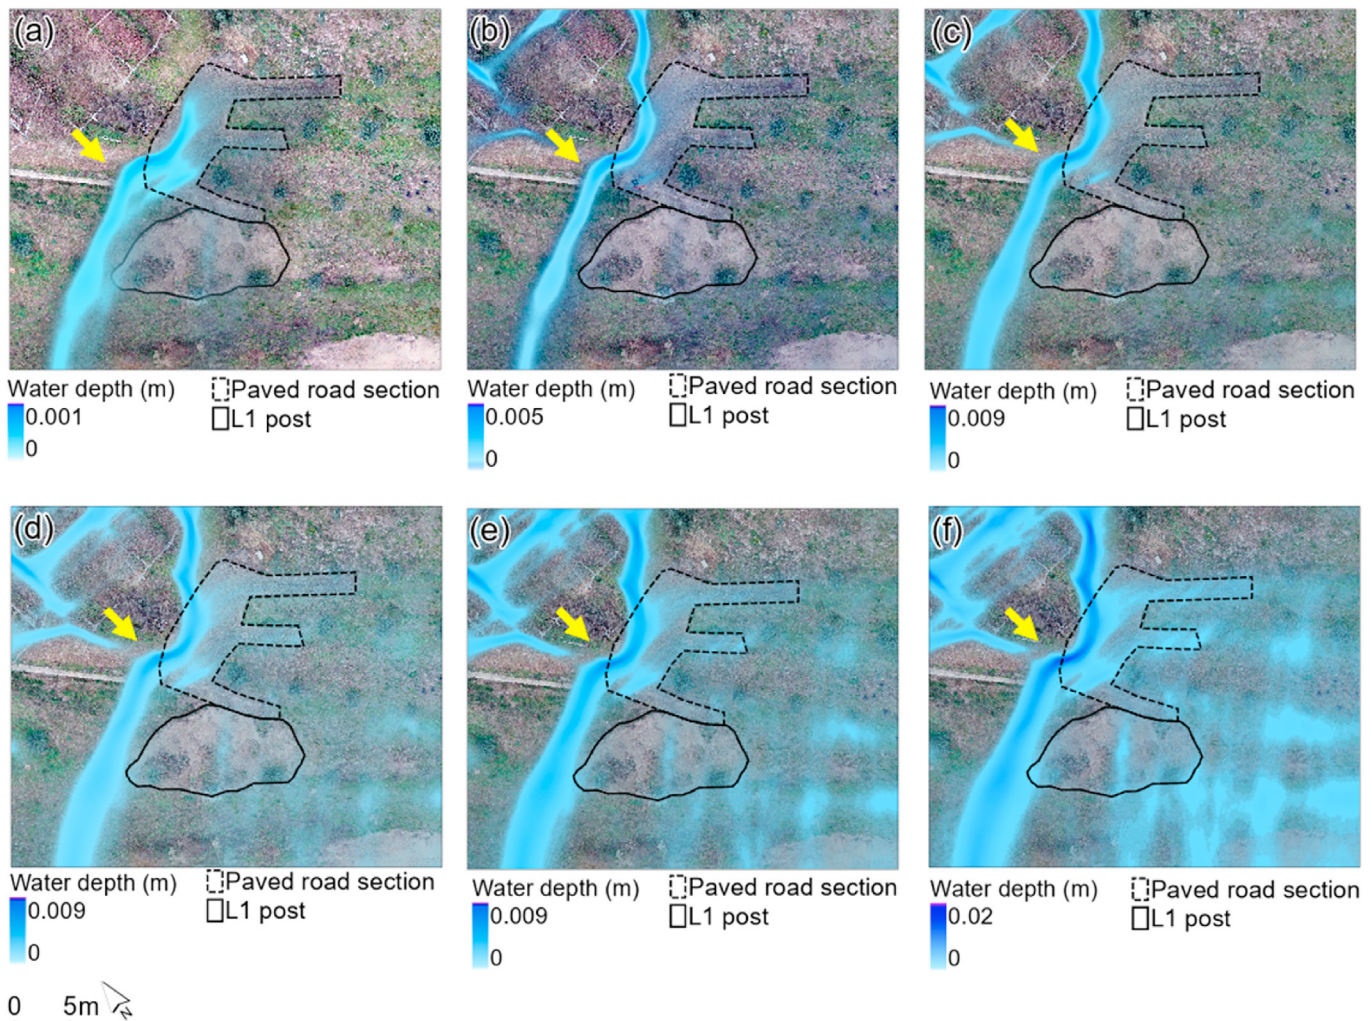 (a) (b) (c)
Water depth (m) Paved road section Water depth (m) Paved road section Water depth (m) Paved road section
0.001 L1 post 0.005 L1 post 0.009 L1 post
0 0 0
(d) (e) (f)
Water depth (m) Paved road section Water depth (m) Paved road section Water depth (m) Paved road section
0.009 L1 post 0.009 L1 post 0.02 L1 post
0 0 0
0 5m N